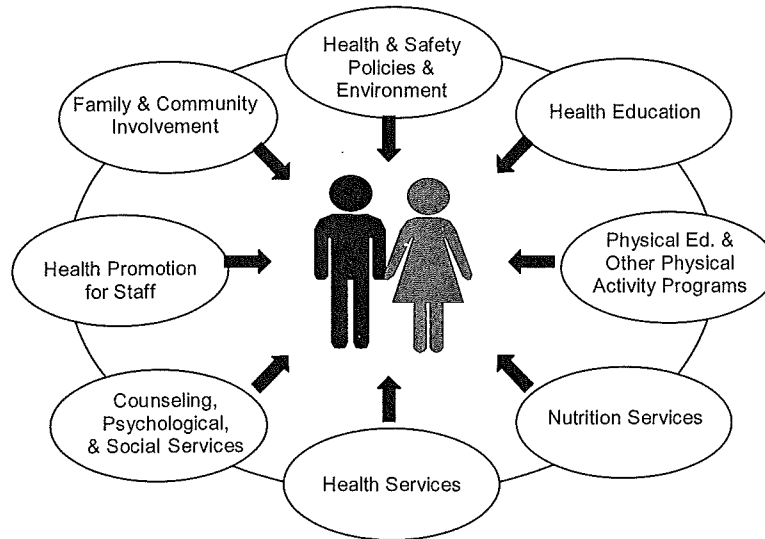 Health & Safety
Policies &
Environment
Health Education
Physical Ed. &
Other Physical
Activity Programs
Nutrition Services
Health Services
Counseling,
Psychological,
& Social Services
Health Promotion
for Staff
Family & Community
Involvement